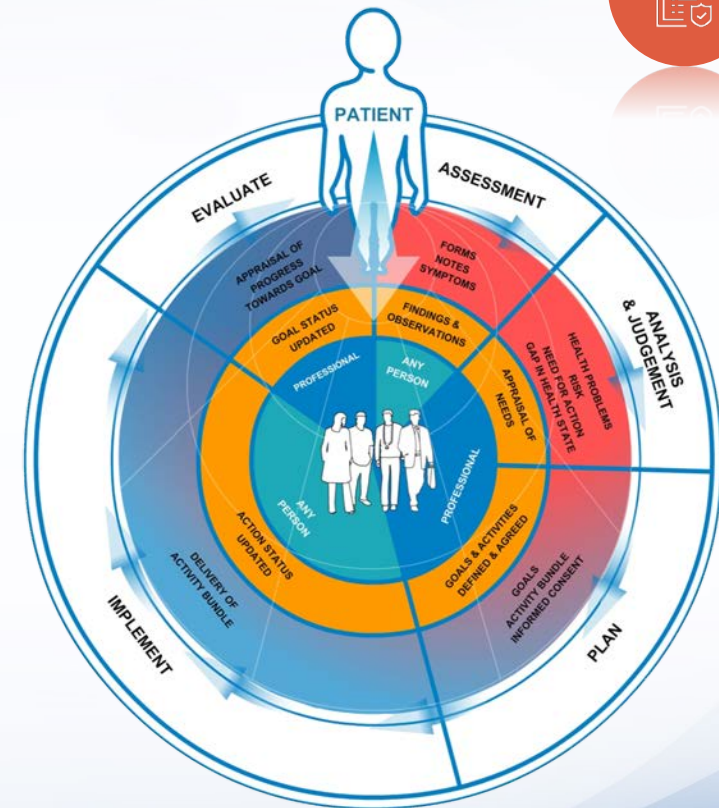 PATIENT
ASSESSMENT
FORMS
NOTES
SYMPTOMS
FINDINGS &
OBSERVATIONS
ANY
PERSON
ANALYSIS
& JUDGEMENT
HEALTH PROBLEMS
RISK
NEED FOR ACTION
GAP IN HEALTH STATE
APPRAISAL OF
NEEDS
PROFESSIONAL
PLAN
GOALS
ACTIVITY BUNDLE
INFORMED CONSENT
GOALS & ACTIVITIES
DEFINED & AGREED
IMPLEMENT
DELIVERY OF
ACTIVITY BUNDLE
ACTION STATUS
UPDATED
ANY
PERSON
EVALUATE
APPRAISAL OF
PROGRESS
TOWARDS GOAL
GOAL STATUS
UPDATED
PROFESSIONAL